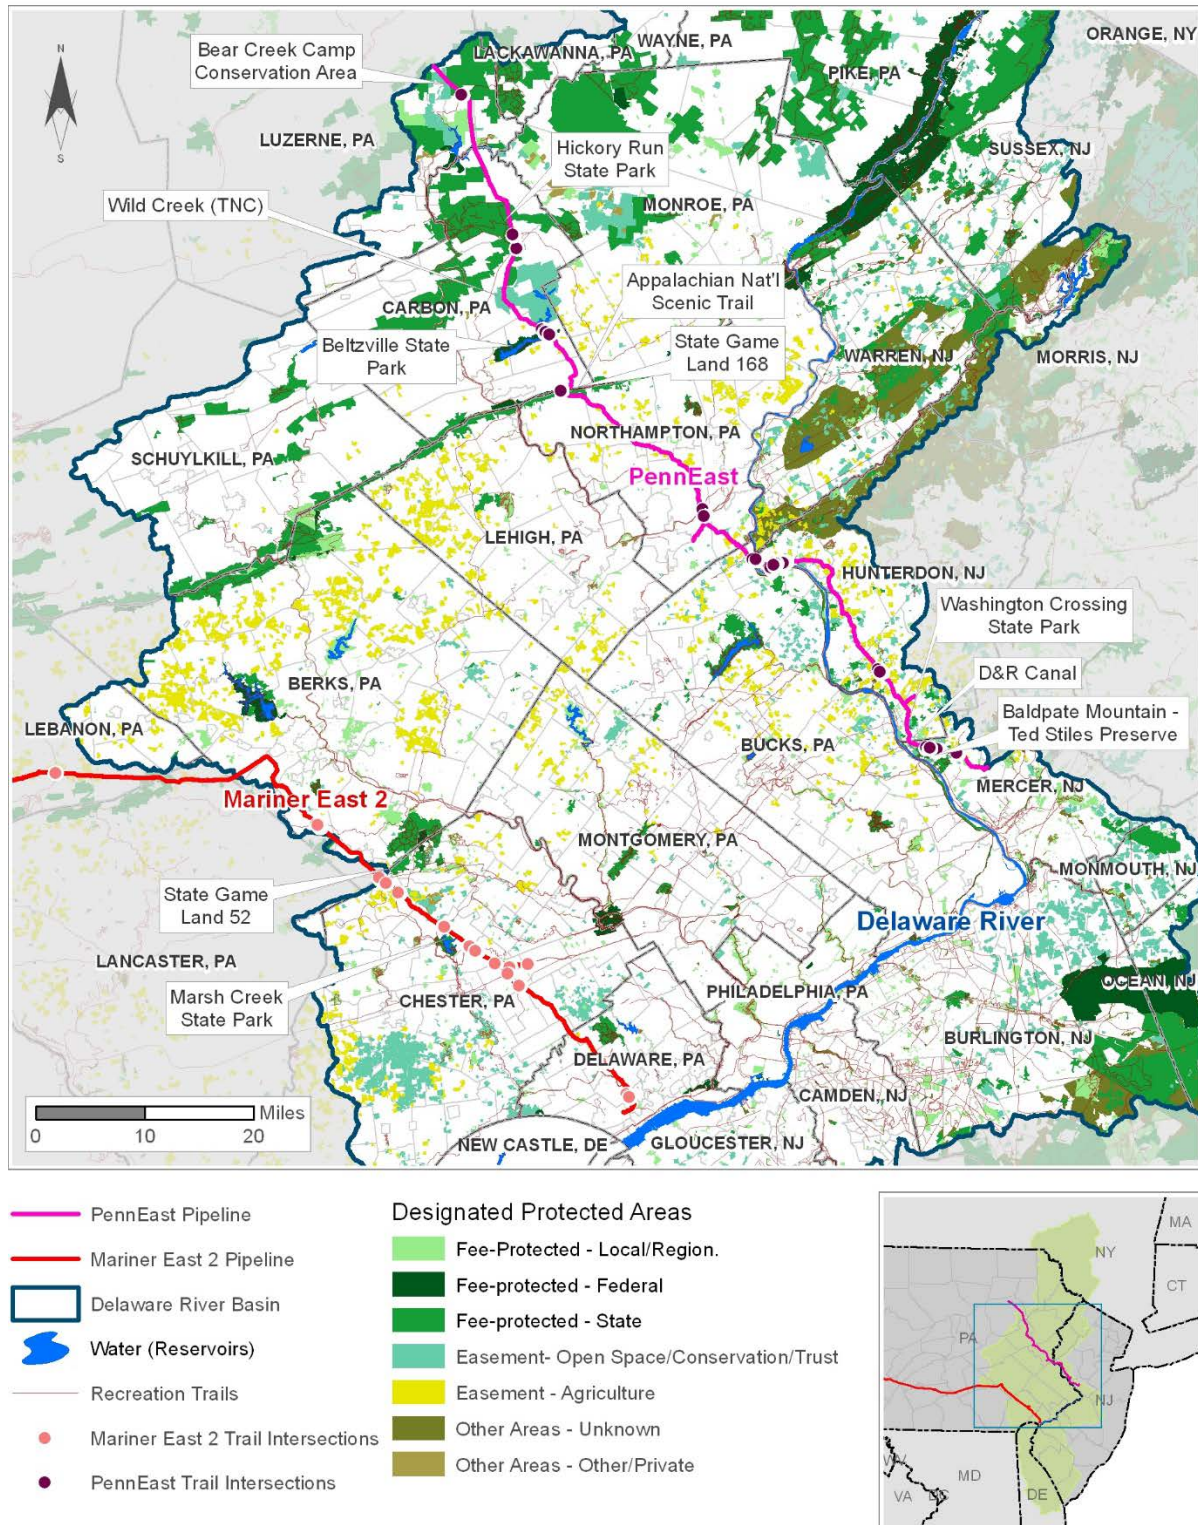 N
S
Bear Creek Camp
Conservation Area
LACKAWANNA, PA
WAYNE, PA
PIKE, PA
ORANGE, NY
LUZERNE, PA
SUSSEX, NJ
Hickory Run
State Park
Wild Creek (TNC)
MONROE, PA
Appalachian Nat'l
Scenic Trail
CARBON, PA
Beltzville State
Park
State Game
Land 168
WARREN, NJ
MORRIS, NJ
NORTHAMPTON, PA
SCHUYLKILL, PA
PennEast
LEHIGH, PA
HUNTERDON, NJ
Washington Crossing
State Park
D&R Canal
BERKS, PA
Baldpate Mountain -
Ted Stiles Preserve
LEBANON, PA
BUCKS, PA
MERCER, NJ
Mariner East 2
MONTGOMERY, PA
MONMOUTH, NJ
State Game
Land 52
Delaware River
LANCASTER, PA
OCEAN, NJ
Marsh Creek
State Park
CHESTER, PA
PHILADELPHIA, PA
BURLINGTON, NJ
DELAWARE, PA
CAMDEN, NJ
Miles
0
10
20
NEW CASTLE, DE
GLOUCESTER, NJ
PennEast Pipeline
Mariner East 2 Pipeline
Delaware River Basin
Water (Reservoirs)
Recreation Trails
Mariner East 2 Trail Intersections
PennEast Trail Intersections
Designated Protected Areas
Fee-Protected - Local/Region.
Fee-protected - Federal
Fee-protected - State
Easement- Open Space/Conservation/Trust
Easement - Agriculture
Other Areas - Unknown
Other Areas - Other/Private
MA
NY
CT
PA
NJ
WV
MD
VA
DC
DE